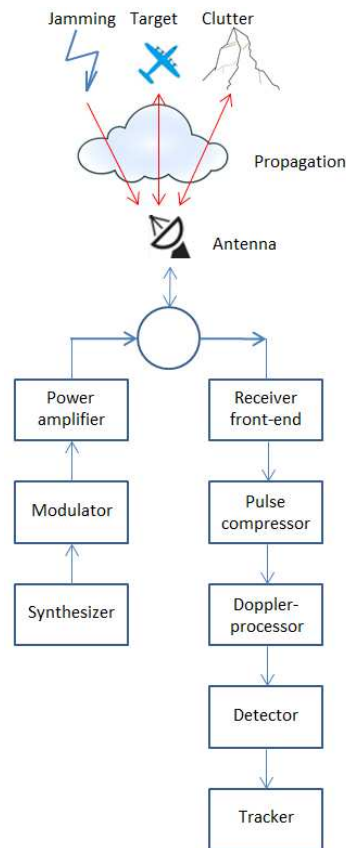 Jamming Target Clutter
Propagation
Antenna
Power
amplifier
Receiver
front-end
Modulator
Pulse
compressor
Synthesizer
Doppler-
processor
Detector
Tracker